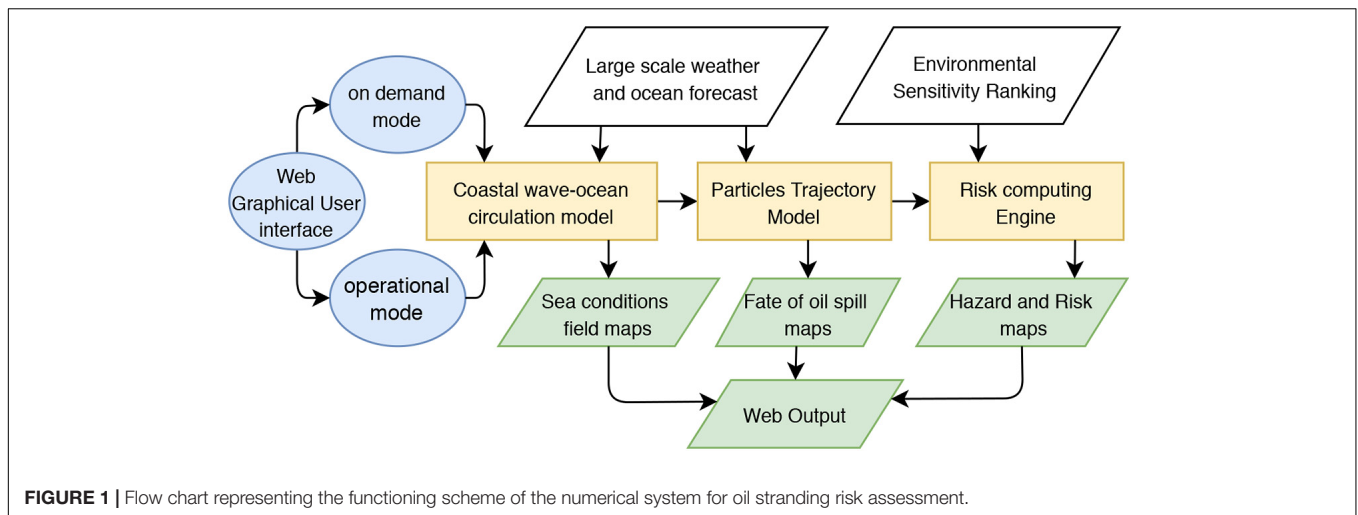 on demand
mode
Large scale weather
and ocean forecast
Environmental
Sensitivity Ranking
Web
Graphical User
interface
Coastal wave-ocean
circulation model
Particles Trajectory
Model
Risk computing
Engine
operational
mode
Sea conditions
field maps
Fate of oil spill
maps
Hazard and Risk
maps
Web Output
FIGURE 1 | Flow chart representing the functioning scheme of the numerical system for oil stranding risk assessment.